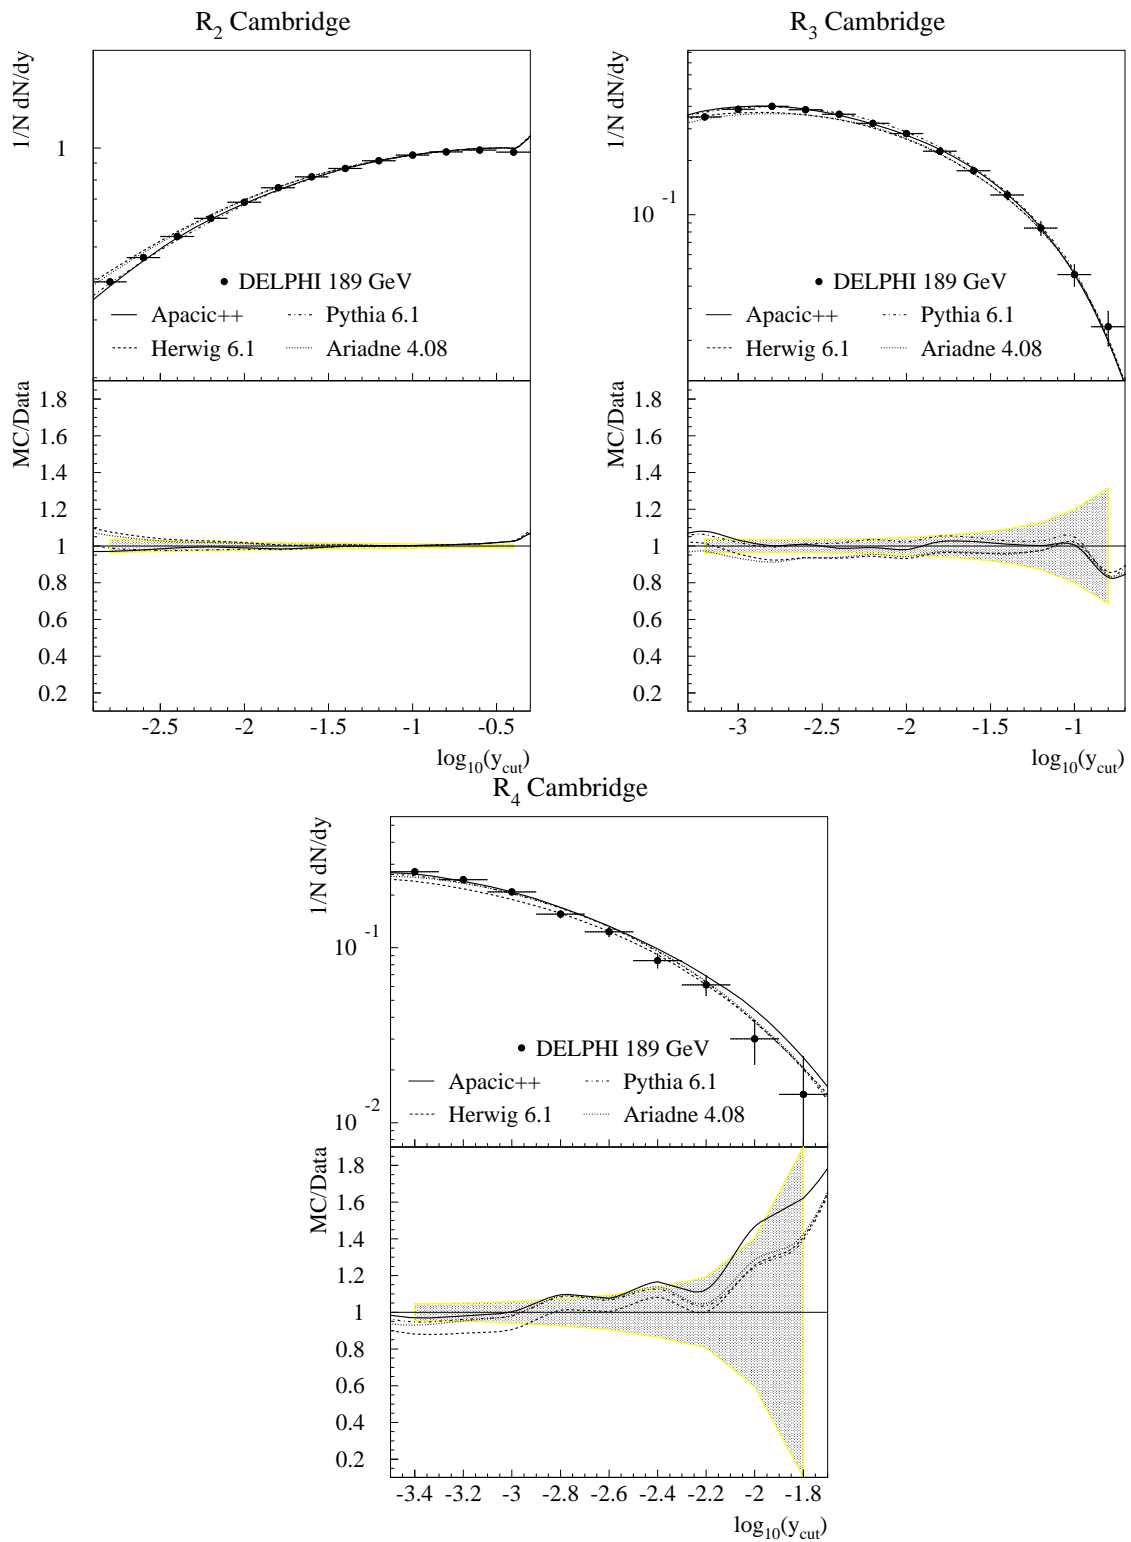 R2 Cambridge
1/N dN/dy
1
DELPHI 189 GeV
Apacic++ Pythia 6.1
Herwig 6.1 Ariadne 4.08
MC/Data
1.8
1.6
1.4
1.2
1
0.8
0.6
0.4
0.2
-2.5 -2 -1.5 -1 -0.5
log10(ycut)
R3 Cambridge
1/N dN/dy
10 -1
DELPHI 189 GeV
Apacic++ Pythia 6.1
Herwig 6.1 Ariadne 4.08
MC/Data
1.8
1.6
1.4
1.2
1
0.8
0.6
0.4
0.2
-3 -2.5 -2 -1.5 -1
log10(ycut)
R4 Cambridge
1/N dN/dy
10 -1
DELPHI 189 GeV
Apacic++ Pythia 6.1
Herwig 6.1 Ariadne 4.08
10 -2
MC/Data
1.8
1.6
1.4
1.2
1
0.8
0.6
0.4
0.2
-3.4 -3.2 -3 -2.8 -2.6 -2.4 -2.2 -2 -1.8
log10(ycut)